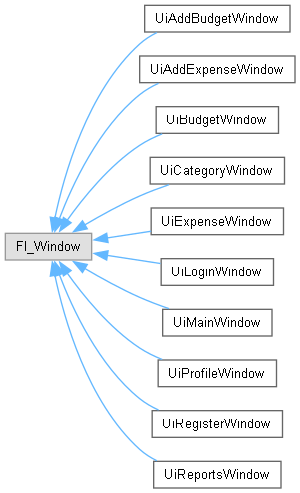 UiAddBudgetWindow
UiAddExpenseWindow
UiBudgetWindow
UiCategoryWindow
UiExpenseWindow
Fl_Window
UiLoginWindow
UiMainWindow
UiProfileWindow
UiRegisterWindow
UiReportsWindow